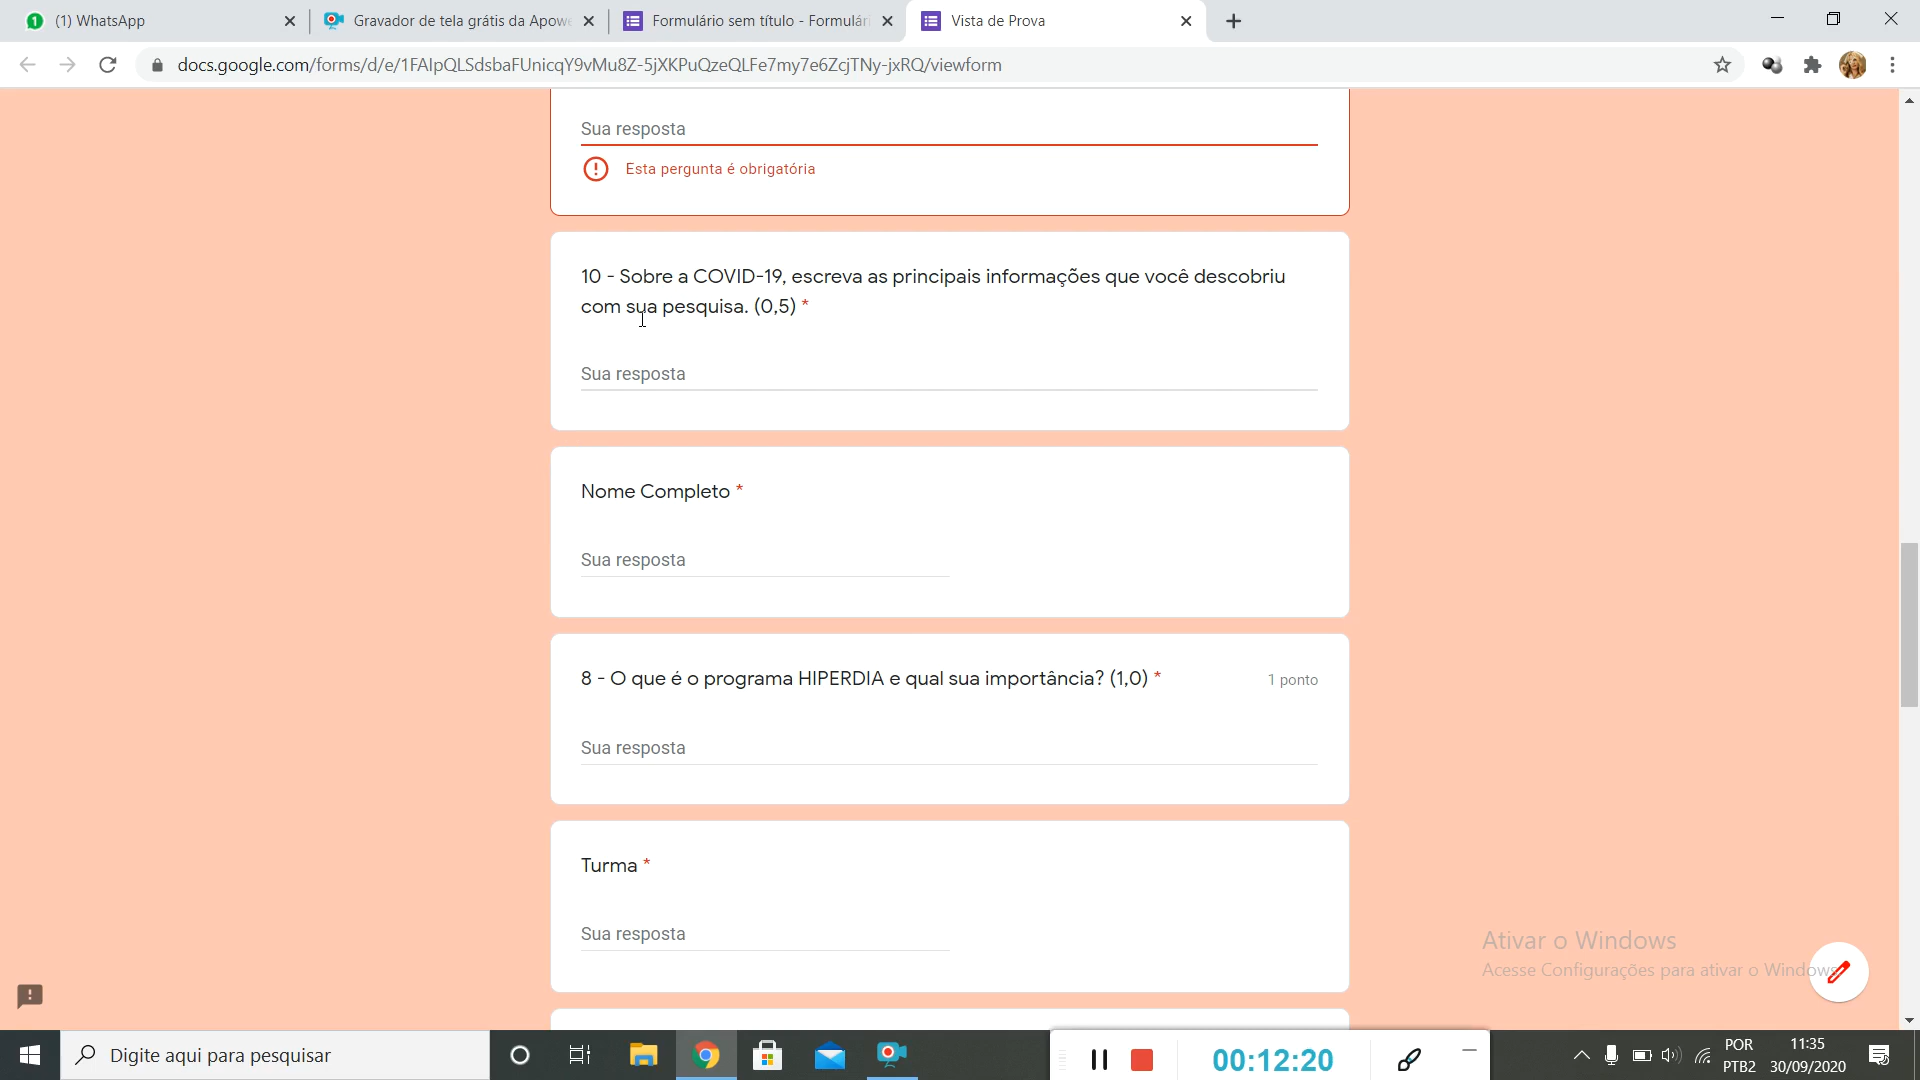 (1) WhatsApp
Gravador de tela grátis da Apowe
Formulário sem título - Formulári
Vista de Prova
docs.google.com/forms/d/e/1FAIpQLSdsbaFUnicqY9vMu8Z-5jXKPuQzeQLFe7my7e6ZcjTNy-jxRQ/viewform
Sua resposta
Esta pergunta é obrigatória
10 - Sobre a COVID-19, escreva as principais informações que você descobriu
com sua pesquisa. (0,5) *
Sua resposta
Nome Completo *
Sua resposta
8 - O que é o programa HIPERDIA e qual sua importância? (1,0) *
1 ponto
Sua resposta
Turma *
Sua resposta
Ativar o Windows
Acesse Configurações para ativar o Windows
Digite aqui para pesquisar
00:12:20
POR
PTB2
11:35
30/09/2020